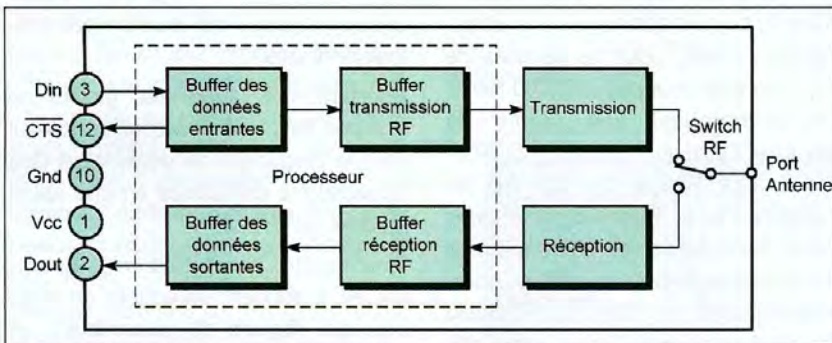 Din
3
CTS
12
Gnd
10
Vcc
1
Dout
2
Buffer des
données
entrantes
Buffer
transmission
RF
Transmission
Switch
RF
Port
Antenne
Processeur
Buffer des
données
sortantes
Buffer
réception
RF
Réception